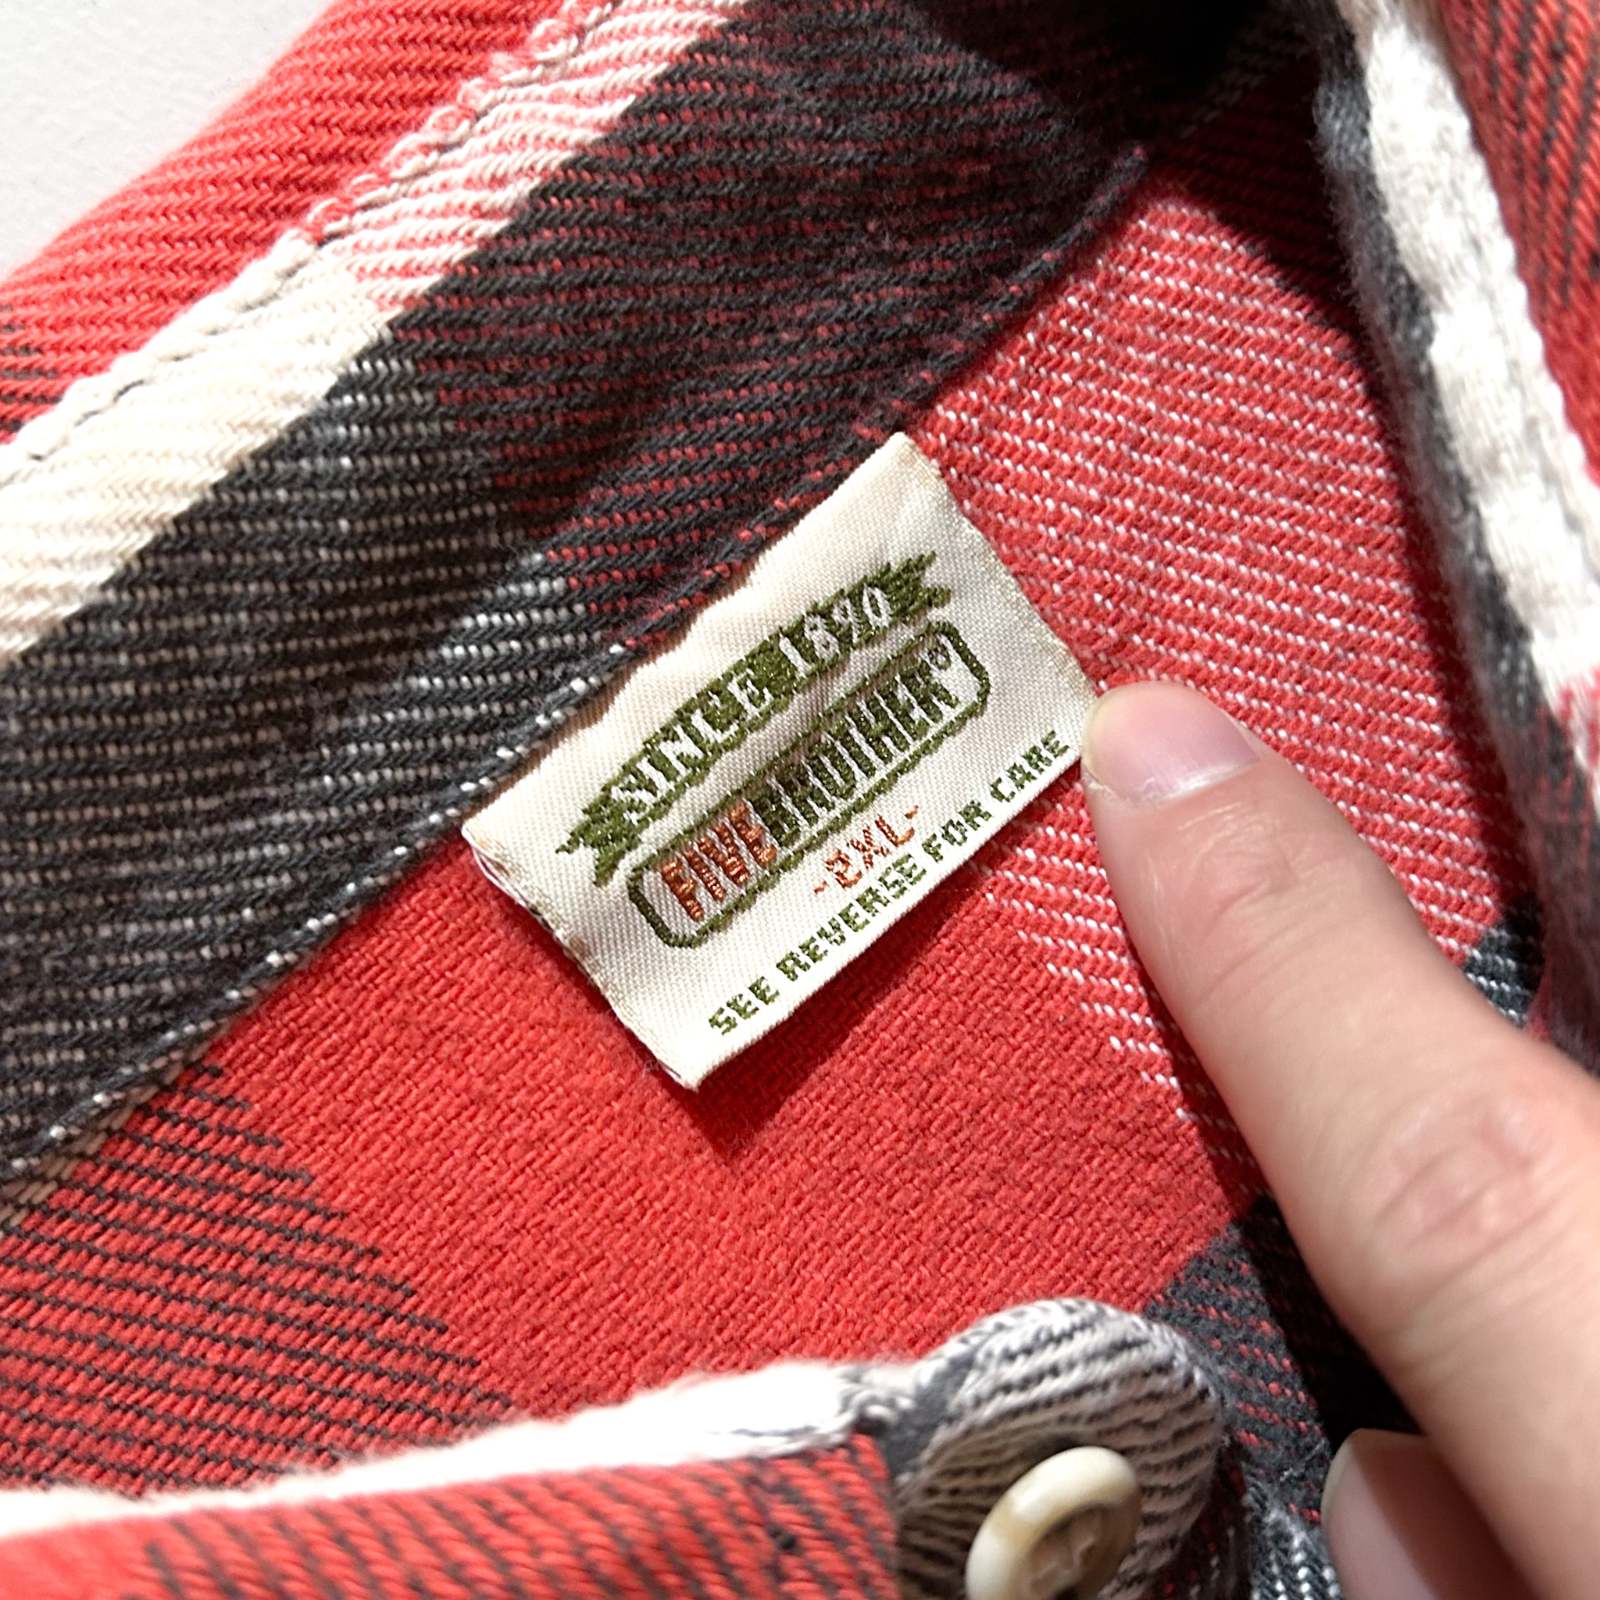 SINCE 1890
FIVE BROTHER®
-2XL-
SEE REVERSE FOR CARE